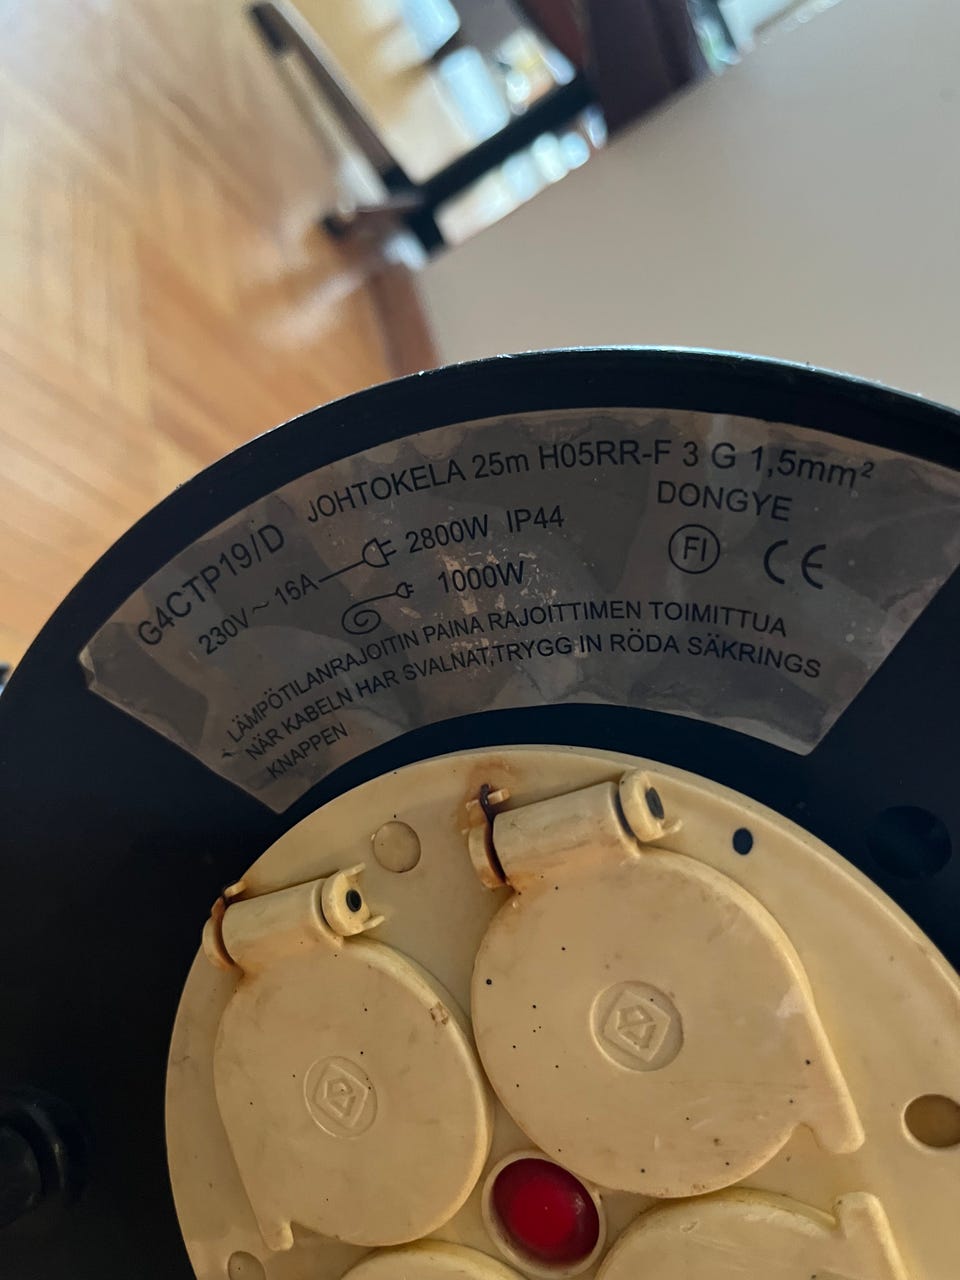 G4CTP19/D JOHTOKELA 25m H05RR-F 3 G 1,5mm²
230V~ 16A 2800W IP44 DONGYE
1000W FI CE
LÄMPÖTILANRAJOITIN PAINA RAJOITTIMEN TOIMITTUA
NÄR KABELN HAR SVALNAT,TRYGG IN RÖDA SÄKRINGS
KNAPPEN